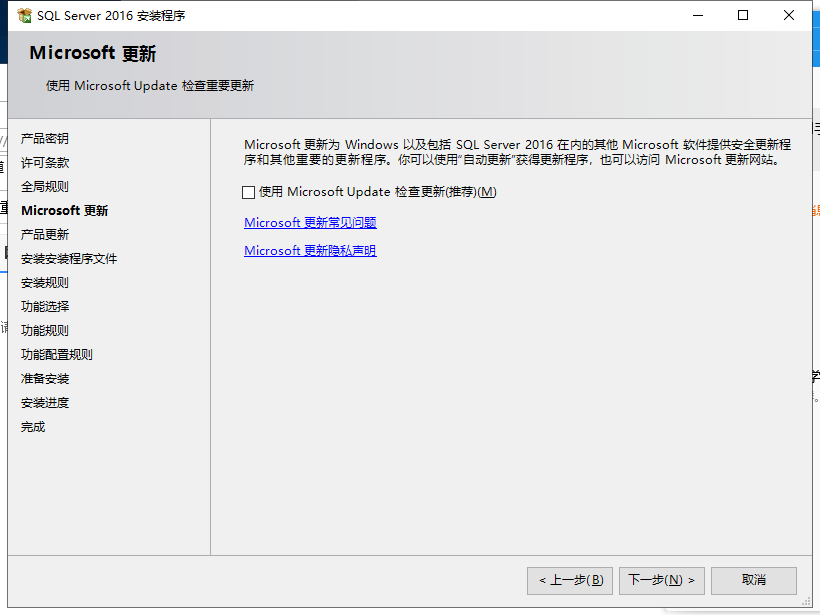 SQL Server 2016 安装程序
Microsoft 更新
使用 Microsoft Update 检查重要更新
产品密钥
许可条款
全局规则
Microsoft 更新
产品更新
安装安装程序文件
安装规则
功能选择
功能规则
功能配置规则
准备安装
安装进度
完成
Microsoft 更新为 Windows 以及包括 SQL Server 2016 在内的其他 Microsoft 软件提供安全更新程
序和其他重要的更新程序。你可以使用“自动更新”获得更新程序，也可以访问 Microsoft 更新网站。
使用 Microsoft Update 检查更新(推荐)(M)
Microsoft 更新常见问题
Microsoft 更新隐私声明
< 上一步(B)
下一步(N) >
取消